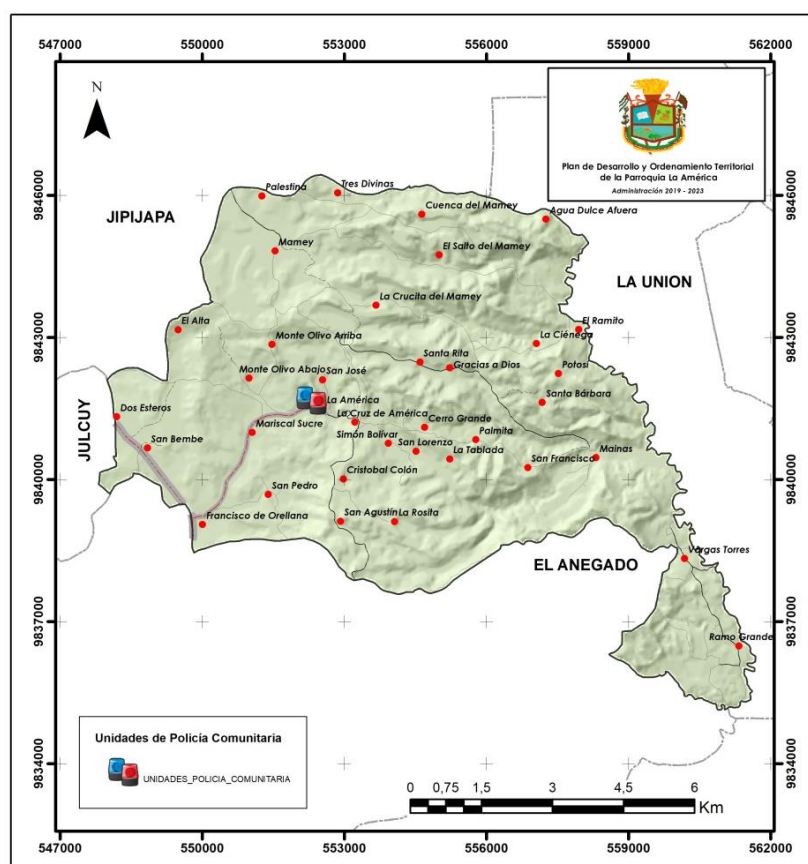 547000 550000 553000 556000 559000 562000
N
Plan de Desarrollo y Ordenamiento Territorial
de la Parroquia La América
Administración 2019 - 2023
9846000 9846000
Palestina
Tres Divinas
Cuenca del Mamey
Agua Dulce Afuera
JIPIJAPA
Mamey
El Salto del Mamey
LA UNION
La Crucita del Mamey
El Alta
El Ramito
9843000 9843000
Monte Olivo Arriba
La Ciénega
Santa Rita
Gracias a Dios
Potosí
Monte Olivo Abajo
San José
Santa Bárbara
La América
Dos Esteros
La Cruz de América
Mariscal Sucre
Cerro Grande
JULCUY
San Bembe
Simón Bolívar
San Lorenzo
Palmita
La Tablada
Mainas
San Francisco
9840000 9840000
Cristobal Colón
San Pedro
Francisco de Orellana
San Agustín
La Rosita
EL ANEGADO
Vargas Torres
9837000 9837000
Ramo Grande
Unidades de Policía Comunitaria
UNIDADES_POLICIA_COMUNITARIA
9834000 9834000
0 0,75 1,5 3 4,5 6
Km
547000 550000 553000 556000 559000 562000